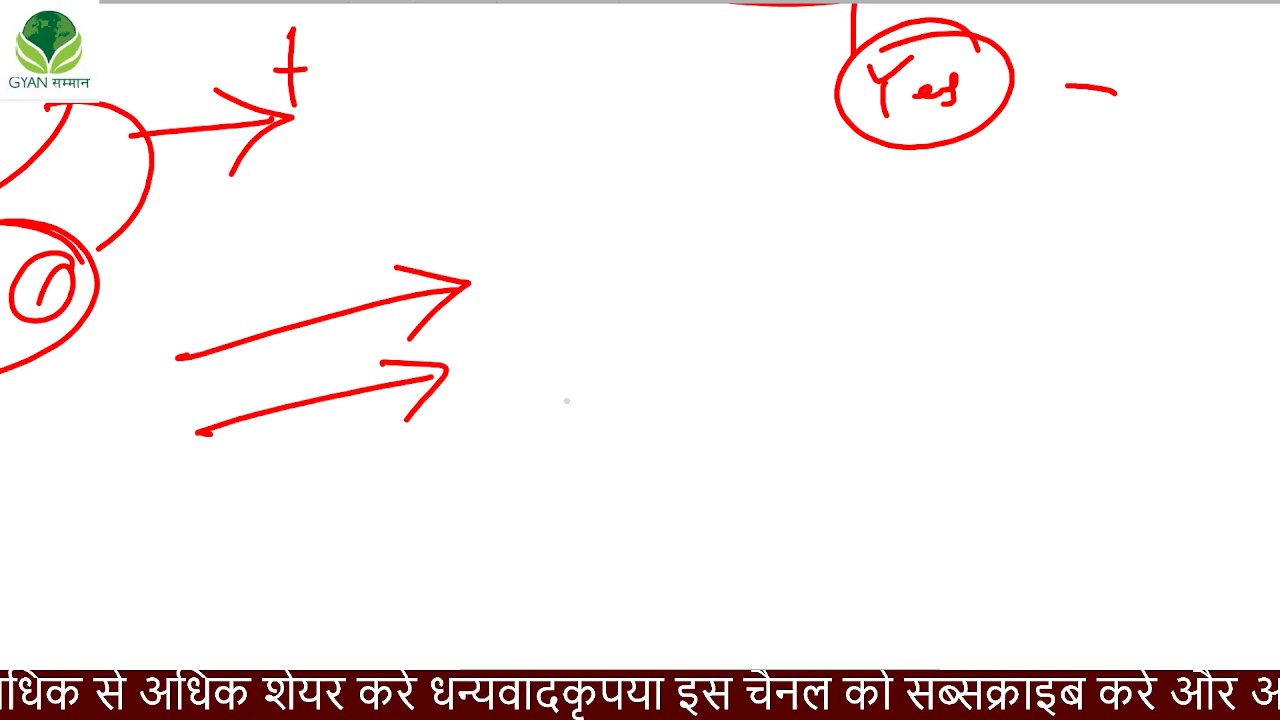 GYAN सम्मान
Yes
ाधिक से अधिक शेयर करे धन्यवादकृपया इस चैनल को सब्सक्राइब करे और अ